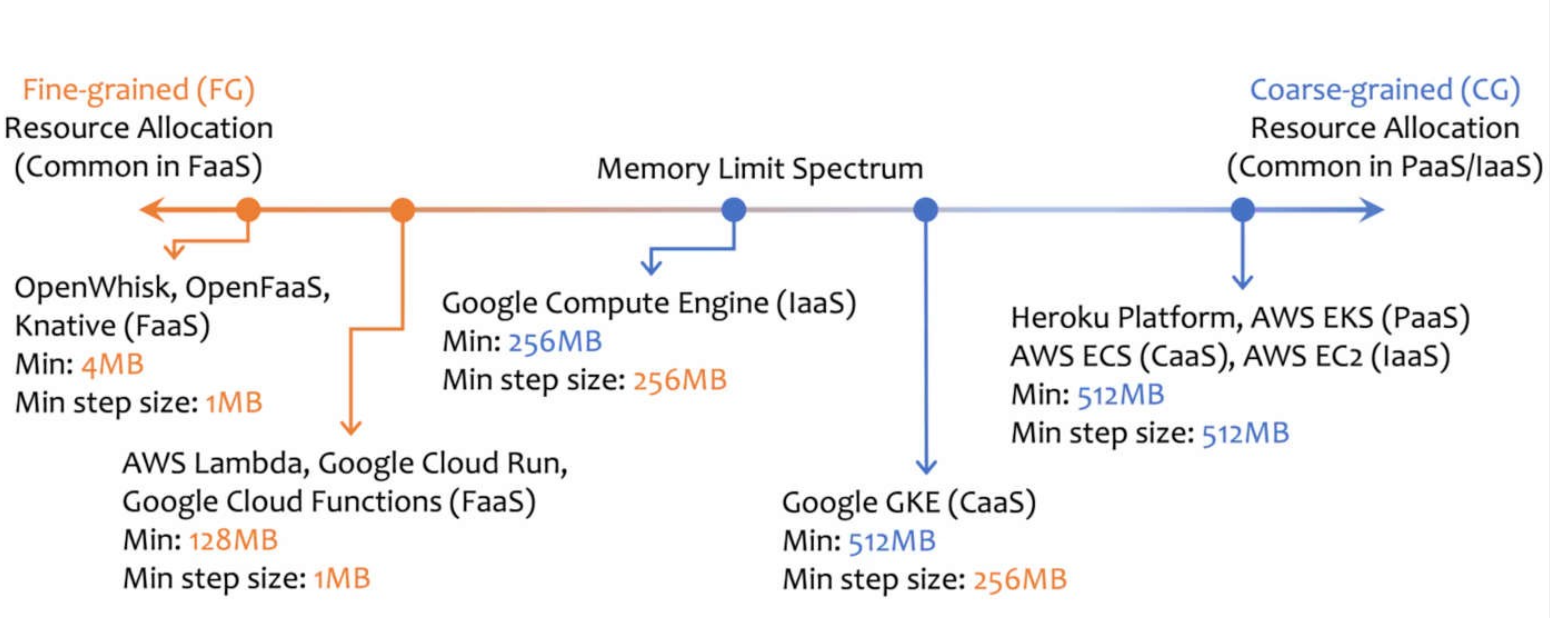 Fine-grained (FG)
Resource Allocation
(Common in FaaS)
Memory Limit Spectrum
Coarse-grained (CG)
Resource Allocation
(Common in PaaS/IaaS)
OpenWhisk, OpenFaaS,
Knative (FaaS)
Min: 4MB
Min step size: 1MB
AWS Lambda, Google Cloud Run,
Google Cloud Functions (FaaS)
Min: 128MB
Min step size: 1MB
Google Compute Engine (IaaS)
Min: 256MB
Min step size: 256MB
Google GKE (CaaS)
Min: 512MB
Min step size: 256MB
Heroku Platform, AWS EKS (PaaS)
AWS ECS (CaaS), AWS EC2 (IaaS)
Min: 512MB
Min step size: 512MB